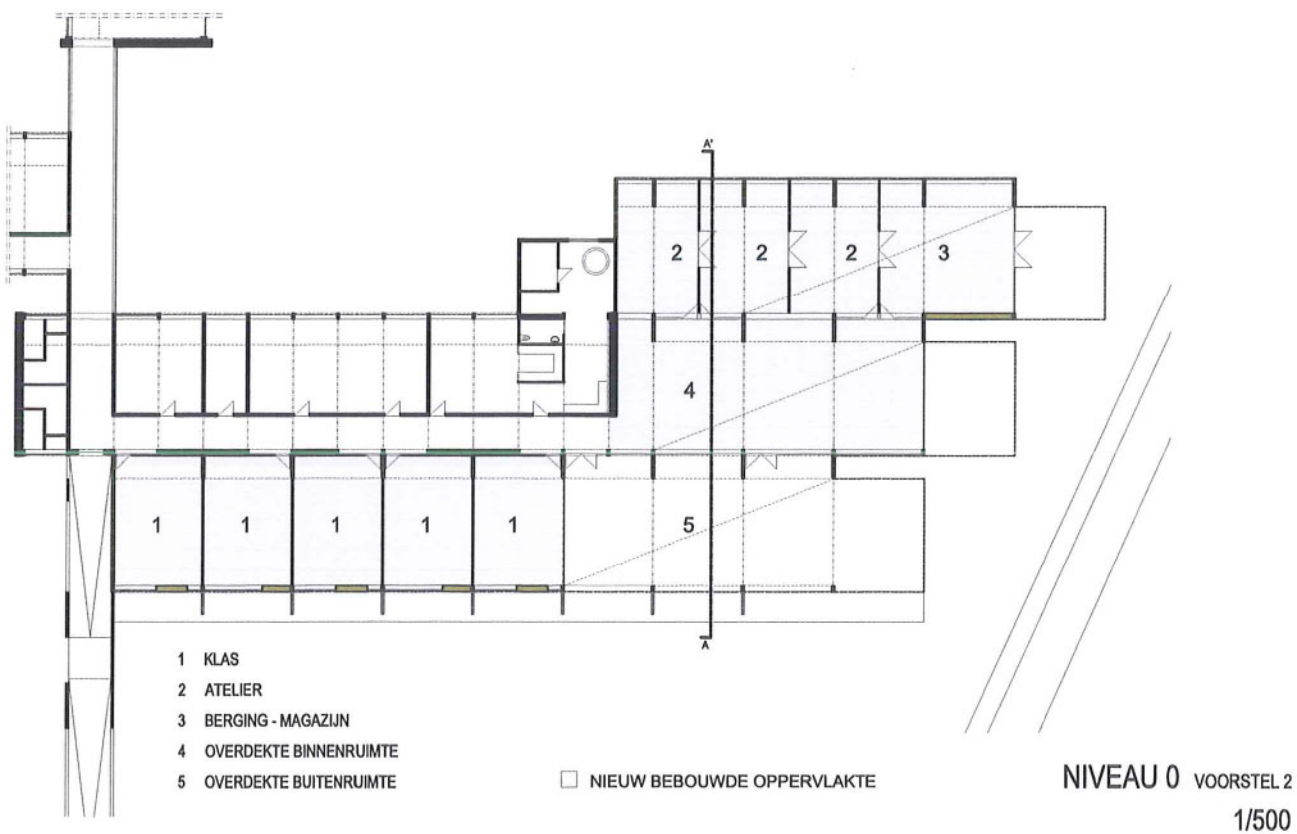 A'
2 2 2 3
4
1 1 1 1 1 5
A
1 KLAS
2 ATELIER
3 BERGING - MAGAZIJN
4 OVERDEKTE BINNENRUIMTE
5 OVERDEKTE BUITENRUIMTE
NIEUW BEBOUWDE OPPERVLAKTE
NIVEAU 0 VOORSTEL 2
1/500